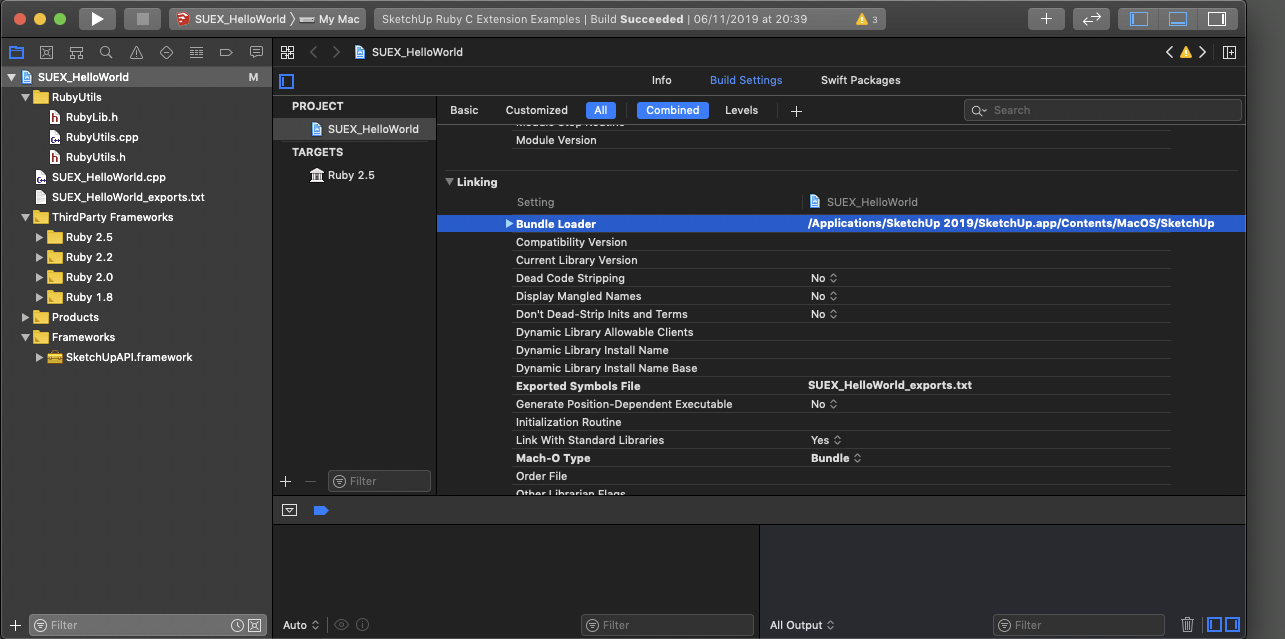 SUEX_HelloWorld 〉 My Mac
SketchUp Ruby C Extension Examples | Build Succeeded | 06/11/2019 at 20:39
3
SUEX_HelloWorld
SUEX_HelloWorld M
RubyUtils
RubyLib.h
RubyUtils.cpp
RubyUtils.h
SUEX_HelloWorld.cpp
SUEX_HelloWorld_exports.txt
ThirdParty Frameworks
Ruby 2.5
Ruby 2.2
Ruby 2.0
Ruby 1.8
Products
Frameworks
SketchUpAPI.framework
Filter
Info Build Settings Swift Packages
PROJECT
SUEX_HelloWorld
TARGETS
Ruby 2.5
Filter
Basic Customized All Combined Levels
Search
Module Version
Linking
Setting SUEX_HelloWorld
Bundle Loader /Applications/SketchUp 2019/SketchUp.app/Contents/MacOS/SketchUp
Compatibility Version
Current Library Version
Dead Code Stripping No
Display Mangled Names No
Don't Dead-Strip Inits and Terms No
Dynamic Library Allowable Clients
Dynamic Library Install Name
Dynamic Library Install Name Base
Exported Symbols File SUEX_HelloWorld_exports.txt
Generate Position-Dependent Executable No
Initialization Routine
Link With Standard Libraries Yes
Mach-O Type Bundle
Order File
Other Librarian Flags
Auto
Filter
All Output
Filter